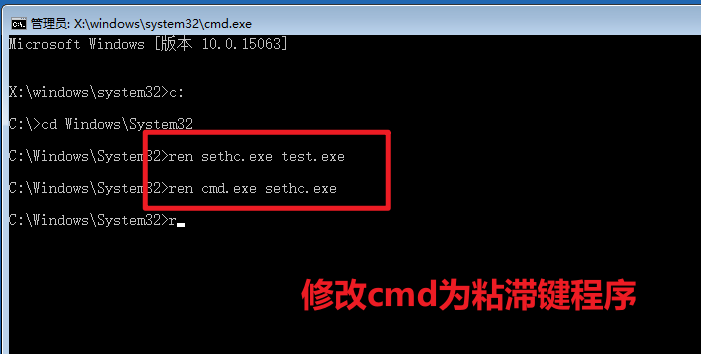 管理员: X:\windows\system32\cmd.exe
Microsoft Windows [版本 10.0.15063]
X:\windows\system32>c:
C:\>cd Windows\System32
C:\Windows\System32>ren sethc.exe test.exe
C:\Windows\System32>ren cmd.exe sethc.exe
C:\Windows\System32>r
修改cmd为粘滞键程序